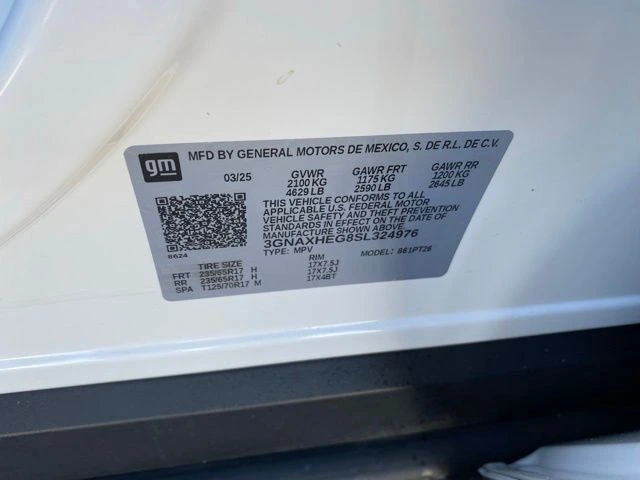 gm
MFD BY GENERAL MOTORS DE MEXICO, S. DE R.L. DE C.V.
03/25 GVWR GAWR FRT GAWR RR
2100 KG 1175 KG 1200 KG
4629 LB 2590 LB 2645 LB
THIS VEHICLE CONFORMS TO ALL
APPLICABLE U.S. FEDERAL MOTOR
VEHICLE SAFETY AND THEFT STANDARDS
IN EFFECT ON THE DATE OF
MANUFACTURE SHOWN ABOVE.
3GNAXHEG8SL324976
8624
TYPE: MPV MODEL: 861PT26
TIRE SIZE RIM
FRT 235/65R17 H 17X7.5J
RR 235/65R17 H 17X7.5J
SPA T125/70R17 M 17X4BT